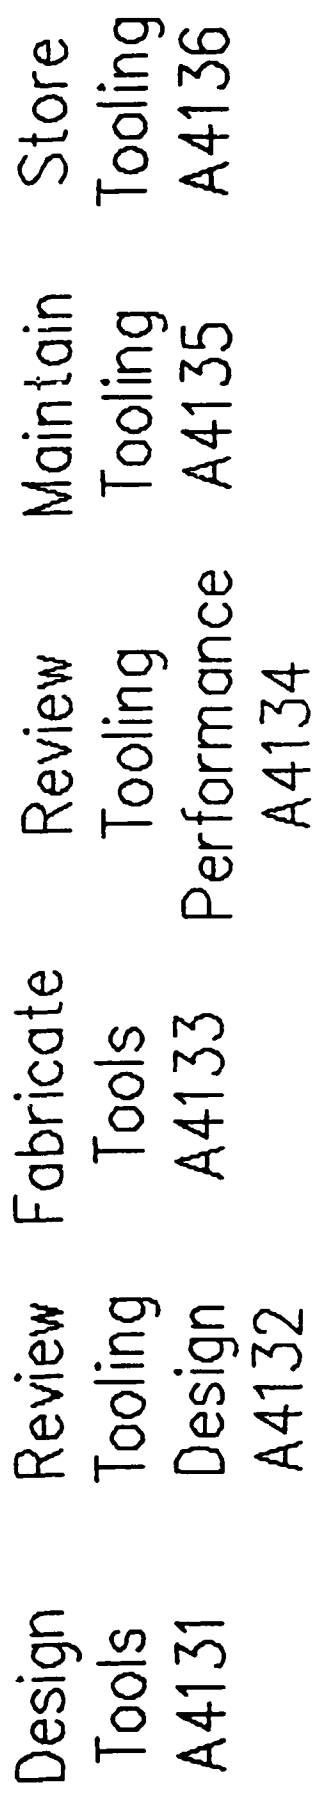 Design
Tools
A4131
Review
Tooling
Design
A4132
Fabricate
Tools
A4133
Review
Tooling
Performance
A4134
Maintain
Tooling
A4135
Store
Tooling
A4136